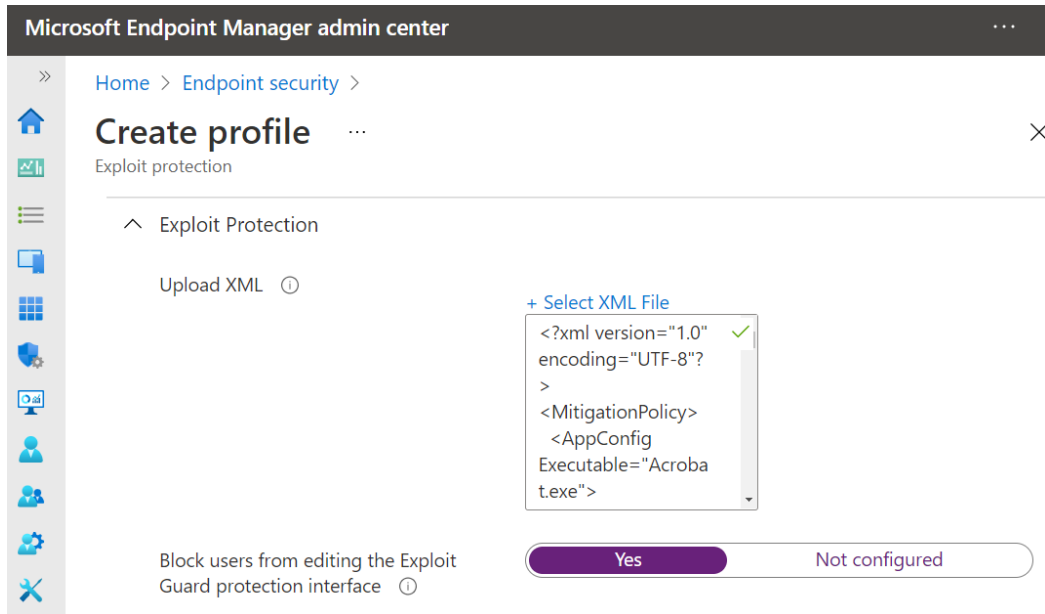 Microsoft Endpoint Manager admin center
Home > Endpoint security >
Create profile
Exploit protection
Exploit Protection
Upload XML
+ Select XML File
<?xml version="1.0"
encoding="UTF-8"?
>
<MitigationPolicy>
<AppConfig
Executable="Acroba
t.exe">
Block users from editing the Exploit
Guard protection interface
Yes
Not configured